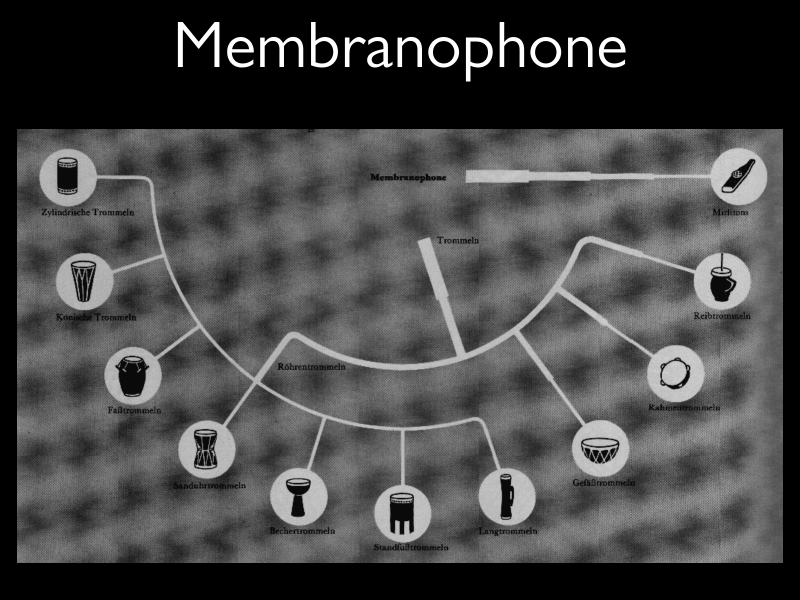 Membranophone
Membranophone
Mirlitons
Zylindrische Trommeln
Trommeln
Konische Trommeln
Reibtrommeln
Röhrentrommeln
Faßtrommeln
Rahmentrommeln
Sanduhrtrommeln
Gefäßtrommeln
Bechertrommeln
Langtrommeln
Standfußtrommeln